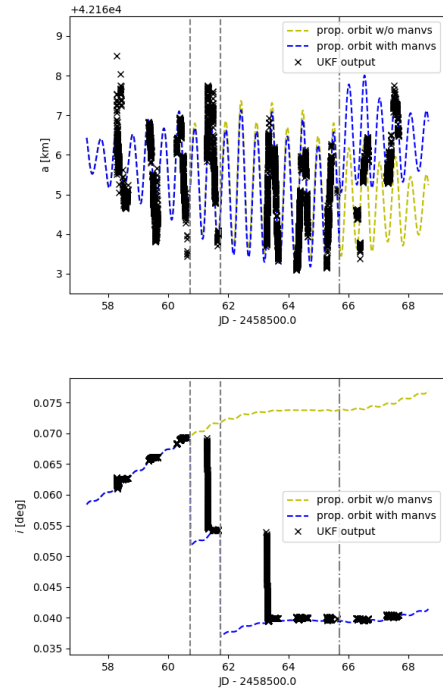 +4.216e4
9
8
7
6
5
4
3
a [km]
prop. orbit w/o manvs
prop. orbit with manvs
UKF output
58 60 62 64 66 68
JD - 2458500.0
0.075
0.070
0.065
0.060
0.055
0.050
0.045
0.040
0.035
i [deg]
prop. orbit w/o manvs
prop. orbit with manvs
UKF output
58 60 62 64 66 68
JD - 2458500.0